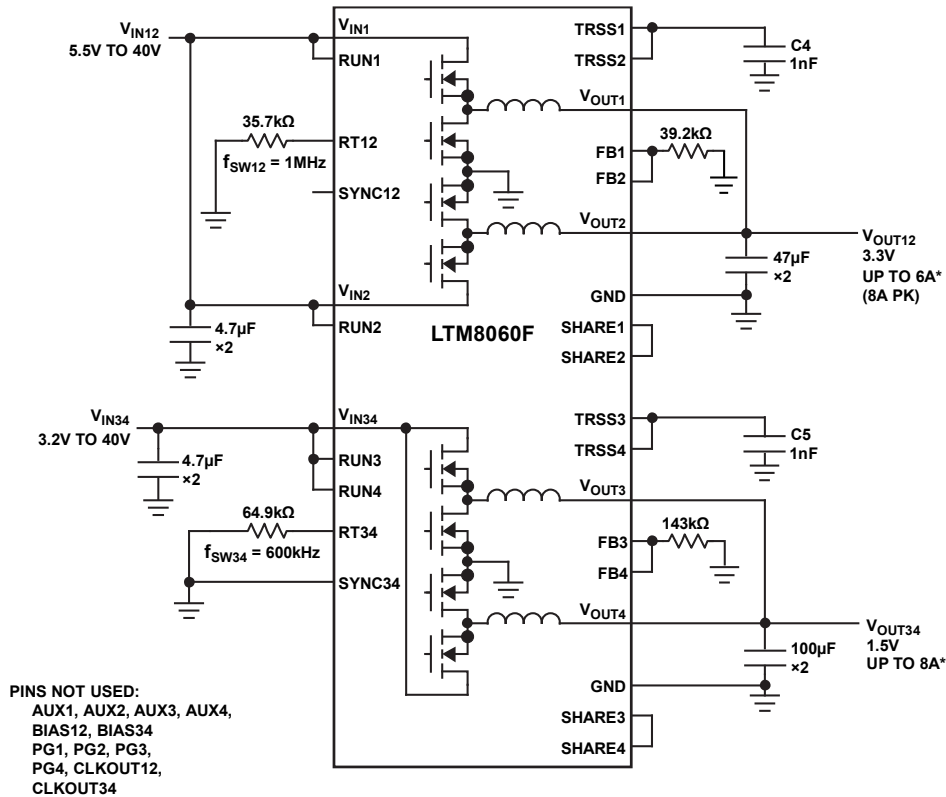 V_IN12
5.5V TO 40V
V_IN1
RUN1
35.7kΩ
RT12
f_SW12 = 1MHz
SYNC12
V_IN2
RUN2
4.7µF
×2
TRSS1
TRSS2
C4
1nF
V_OUT1
39.2kΩ
FB1
FB2
V_OUT2
V_OUT12
3.3V
UP TO 6A*
(8A PK)
47µF
×2
GND
SHARE1
SHARE2
LTM8060F
V_IN34
3.2V TO 40V
V_IN34
RUN3
RUN4
4.7µF
×2
64.9kΩ
RT34
f_SW34 = 600kHz
SYNC34
TRSS3
TRSS4
C5
1nF
V_OUT3
143kΩ
FB3
FB4
V_OUT4
V_OUT34
1.5V
UP TO 8A*
100µF
×2
GND
SHARE3
SHARE4
PINS NOT USED:
AUX1, AUX2, AUX3, AUX4,
BIAS12, BIAS34
PG1, PG2, PG3,
PG4, CLKOUT12,
CLKOUT34